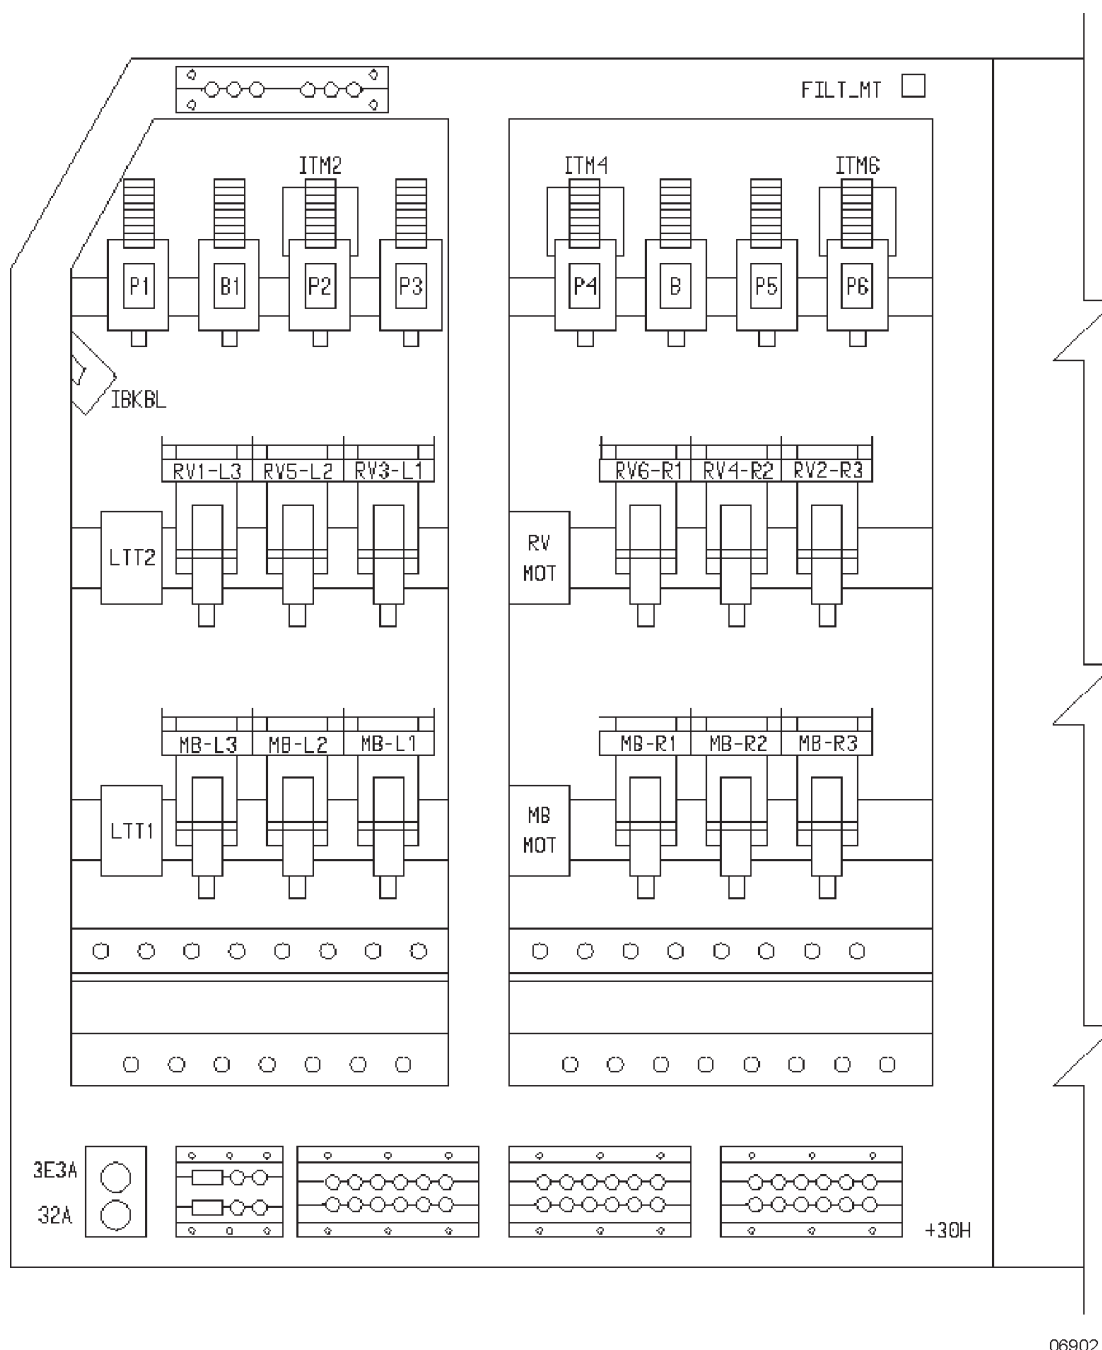 FILT_MT
ITM2 ITM4 ITM6
P1 B1 P2 P3 P4 B P5 P6
IBKBL
RV1-L3 RV5-L2 RV3-L1 RV6-R1 RV4-R2 RV2-R3
LTT2
RV
MOT
MB-L3 MB-L2 MB-L1 MB-R1 MB-R2 MB-R3
LTT1
MB
MOT
3E3A
32A
+30H
06902